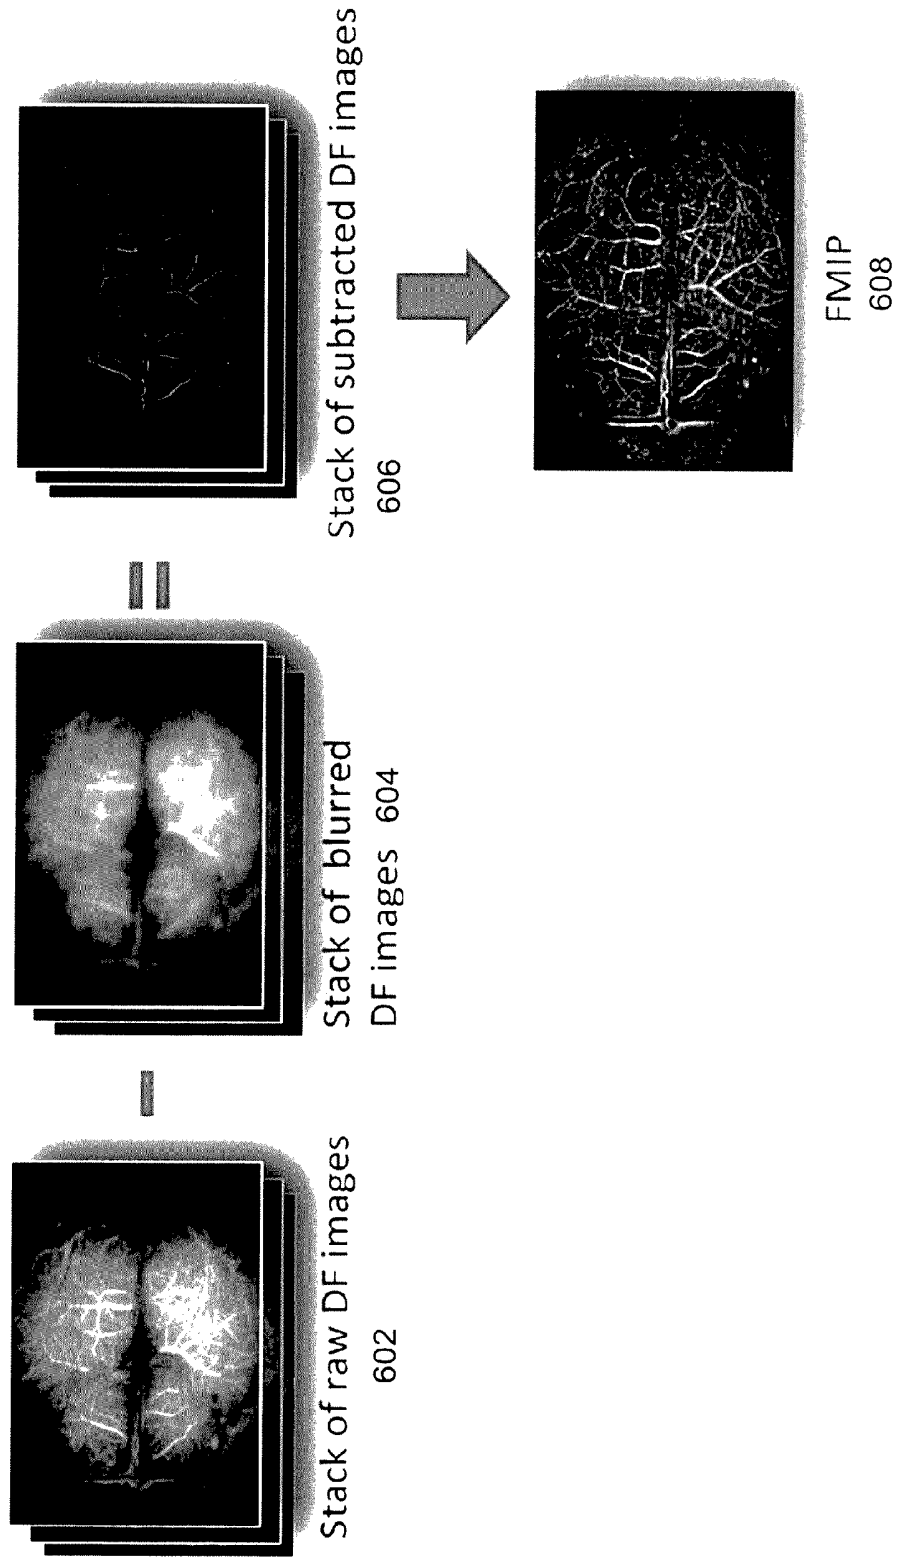 Stack of raw DF images
602
Stack of blurred
DF images 604
Stack of subtracted DF images
606
FMIP
608